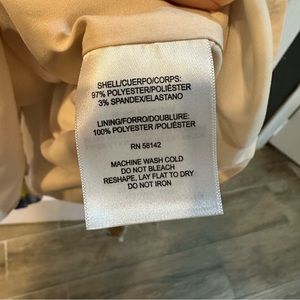 SHELL/CUERPO/CORPS:
97% POLYESTER/POLIÉSTER
3% SPANDEX/ELASTANO
LINING/FORRO/DOUBLURE:
100% POLYESTER/POLIÉSTER
RN 58142
MACHINE WASH COLD
DO NOT BLEACH
RESHAPE, LAY FLAT TO DRY
DO NOT IRON